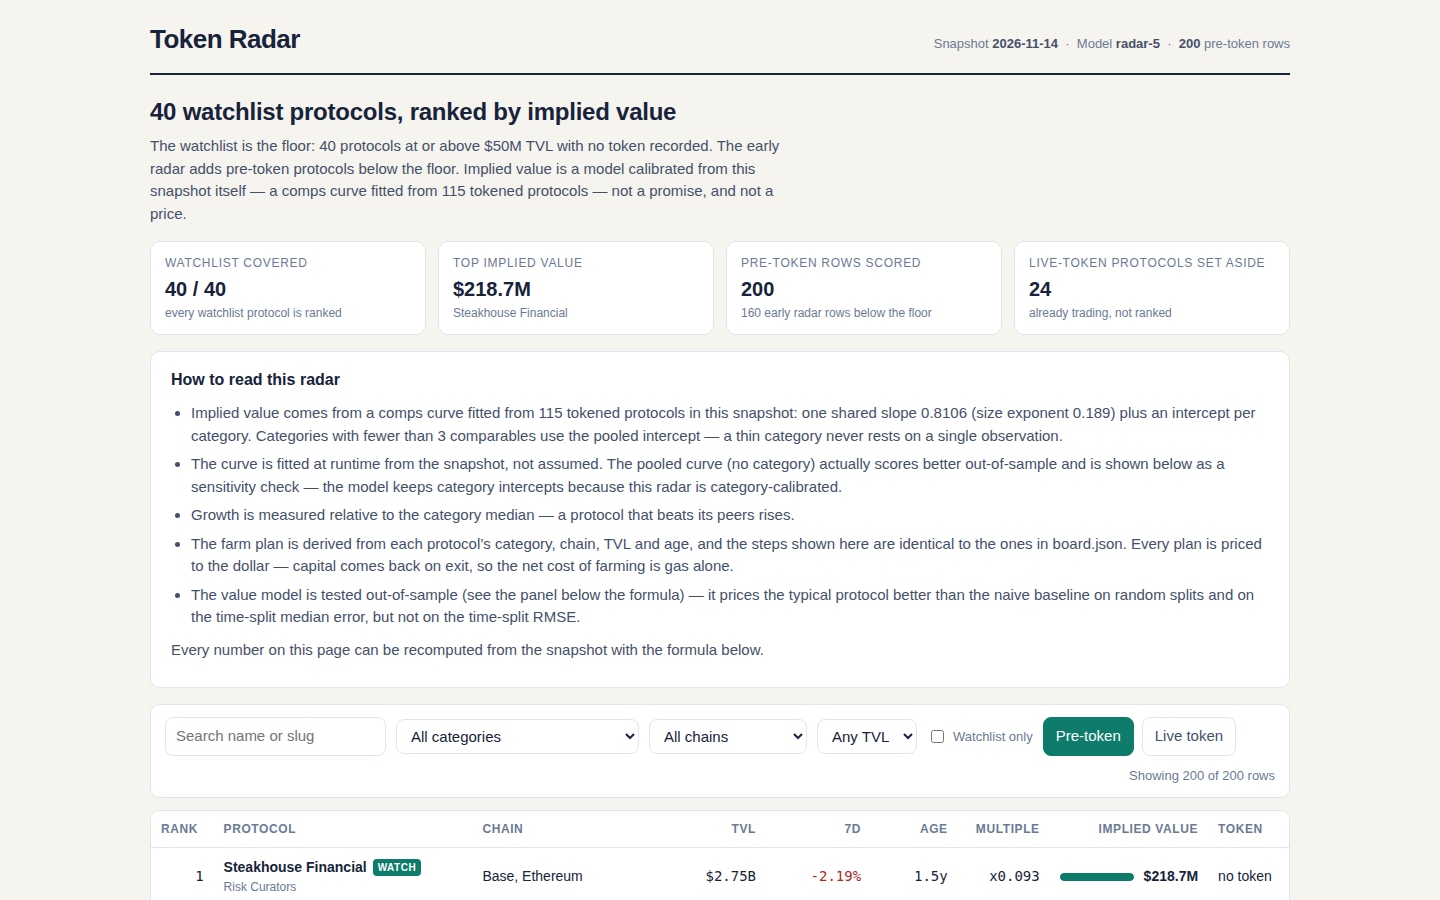 Token Radar
Snapshot 2026-11-14 · Model radar-5 · 200 pre-token rows
40 watchlist protocols, ranked by implied value
The watchlist is the floor: 40 protocols at or above $50M TVL with no token recorded. The early
radar adds pre-token protocols below the floor. Implied value is a model calibrated from this
snapshot itself — a comps curve fitted from 115 tokened protocols — not a promise, and not a
price.
WATCHLIST COVERED
40 / 40
every watchlist protocol is ranked
TOP IMPLIED VALUE
$218.7M
Steakhouse Financial
PRE-TOKEN ROWS SCORED
200
160 early radar rows below the floor
LIVE-TOKEN PROTOCOLS SET ASIDE
24
already trading, not ranked
How to read this radar
• Implied value comes from a comps curve fitted from 115 tokened protocols in this snapshot: one shared slope 0.8106 (size exponent 0.189) plus an intercept per
category. Categories with fewer than 3 comparables use the pooled intercept — a thin category never rests on a single observation.
• The curve is fitted at runtime from the snapshot, not assumed. The pooled curve (no category) actually scores better out-of-sample and is shown below as a
sensitivity check — the model keeps category intercepts because this radar is category-calibrated.
• Growth is measured relative to the category median — a protocol that beats its peers rises.
• The farm plan is derived from each protocol’s category, chain, TVL and age, and the steps shown here are identical to the ones in board.json. Every plan is priced
to the dollar — capital comes back on exit, so the net cost of farming is gas alone.
• The value model is tested out-of-sample (see the panel below the formula) — it prices the typical protocol better than the naive baseline on random splits and on
the time-split median error, but not on the time-split RMSE.
Every number on this page can be recomputed from the snapshot with the formula below.
Search name or slug
All categories
All chains
Any TVL
Watchlist only
Pre-token
Live token
Showing 200 of 200 rows
RANK PROTOCOL CHAIN TVL 7D AGE MULTIPLE IMPLIED VALUE TOKEN
1 Steakhouse Financial WATCH Base, Ethereum $2.75B -2.19% 1.5y x0.093 $218.7M no token
Risk Curators